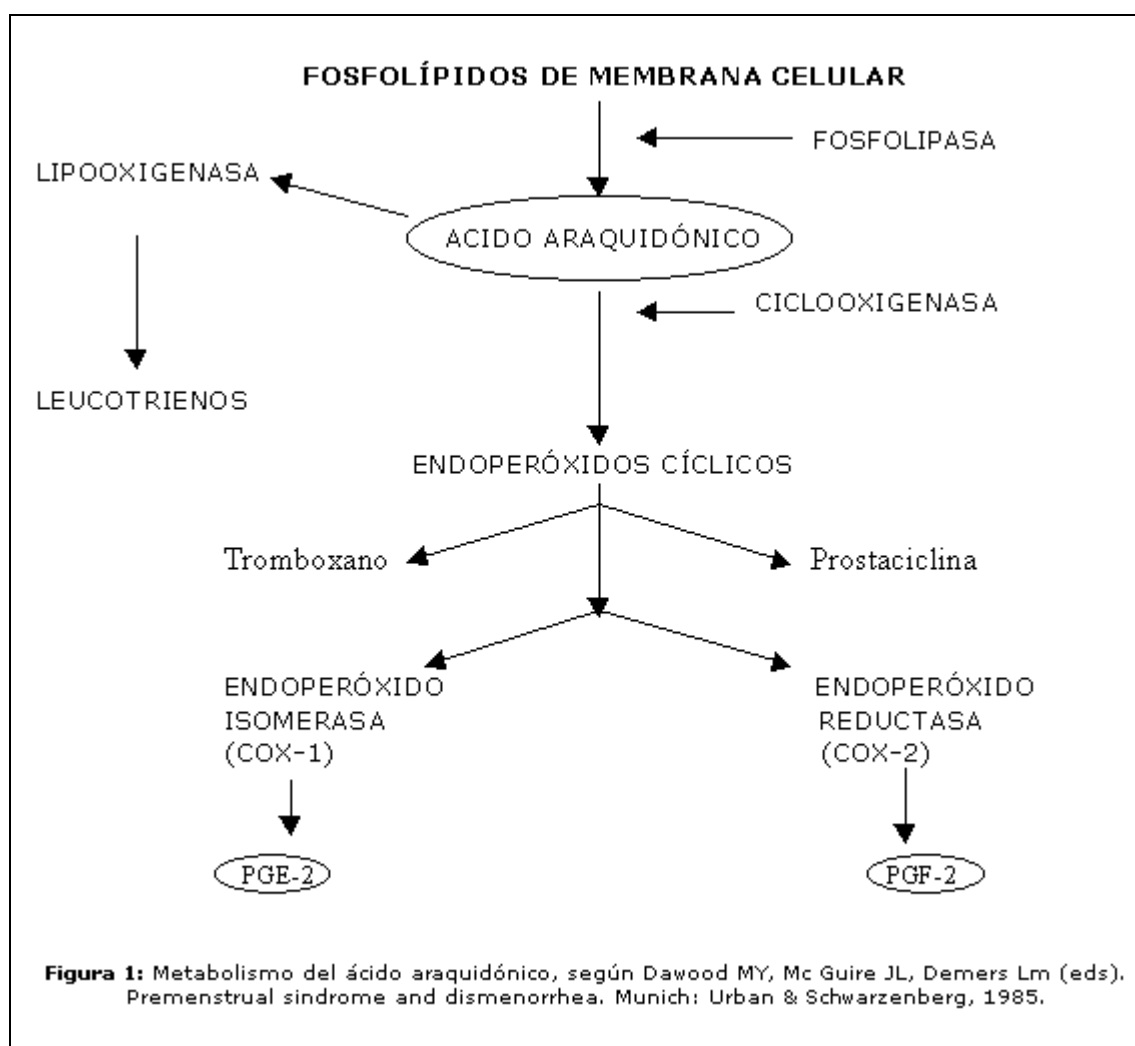 FOSFOLÍPIDOS DE MEMBRANA CELULAR
FOSFOLIPASA
LIPOOXIGENASA
ACIDO ARAQUIDÓNICO
CICLOOXIGENASA
LEUCOTRIENOS
ENDOPERÓXIDOS CÍCLICOS
Tromboxano
Prostaciclina
ENDOPERÓXIDO
ISOMERASA
(COX-1)
ENDOPERÓXIDO
REDUCTASA
(COX-2)
PGE-2
PGF-2
Figura 1: Metabolismo del ácido araquidónico, según Dawood MY, Mc Guire JL, Demers Lm (eds).
Premenstrual sindrome and dismenorrhea. Munich: Urban & Schwarzenberg, 1985.